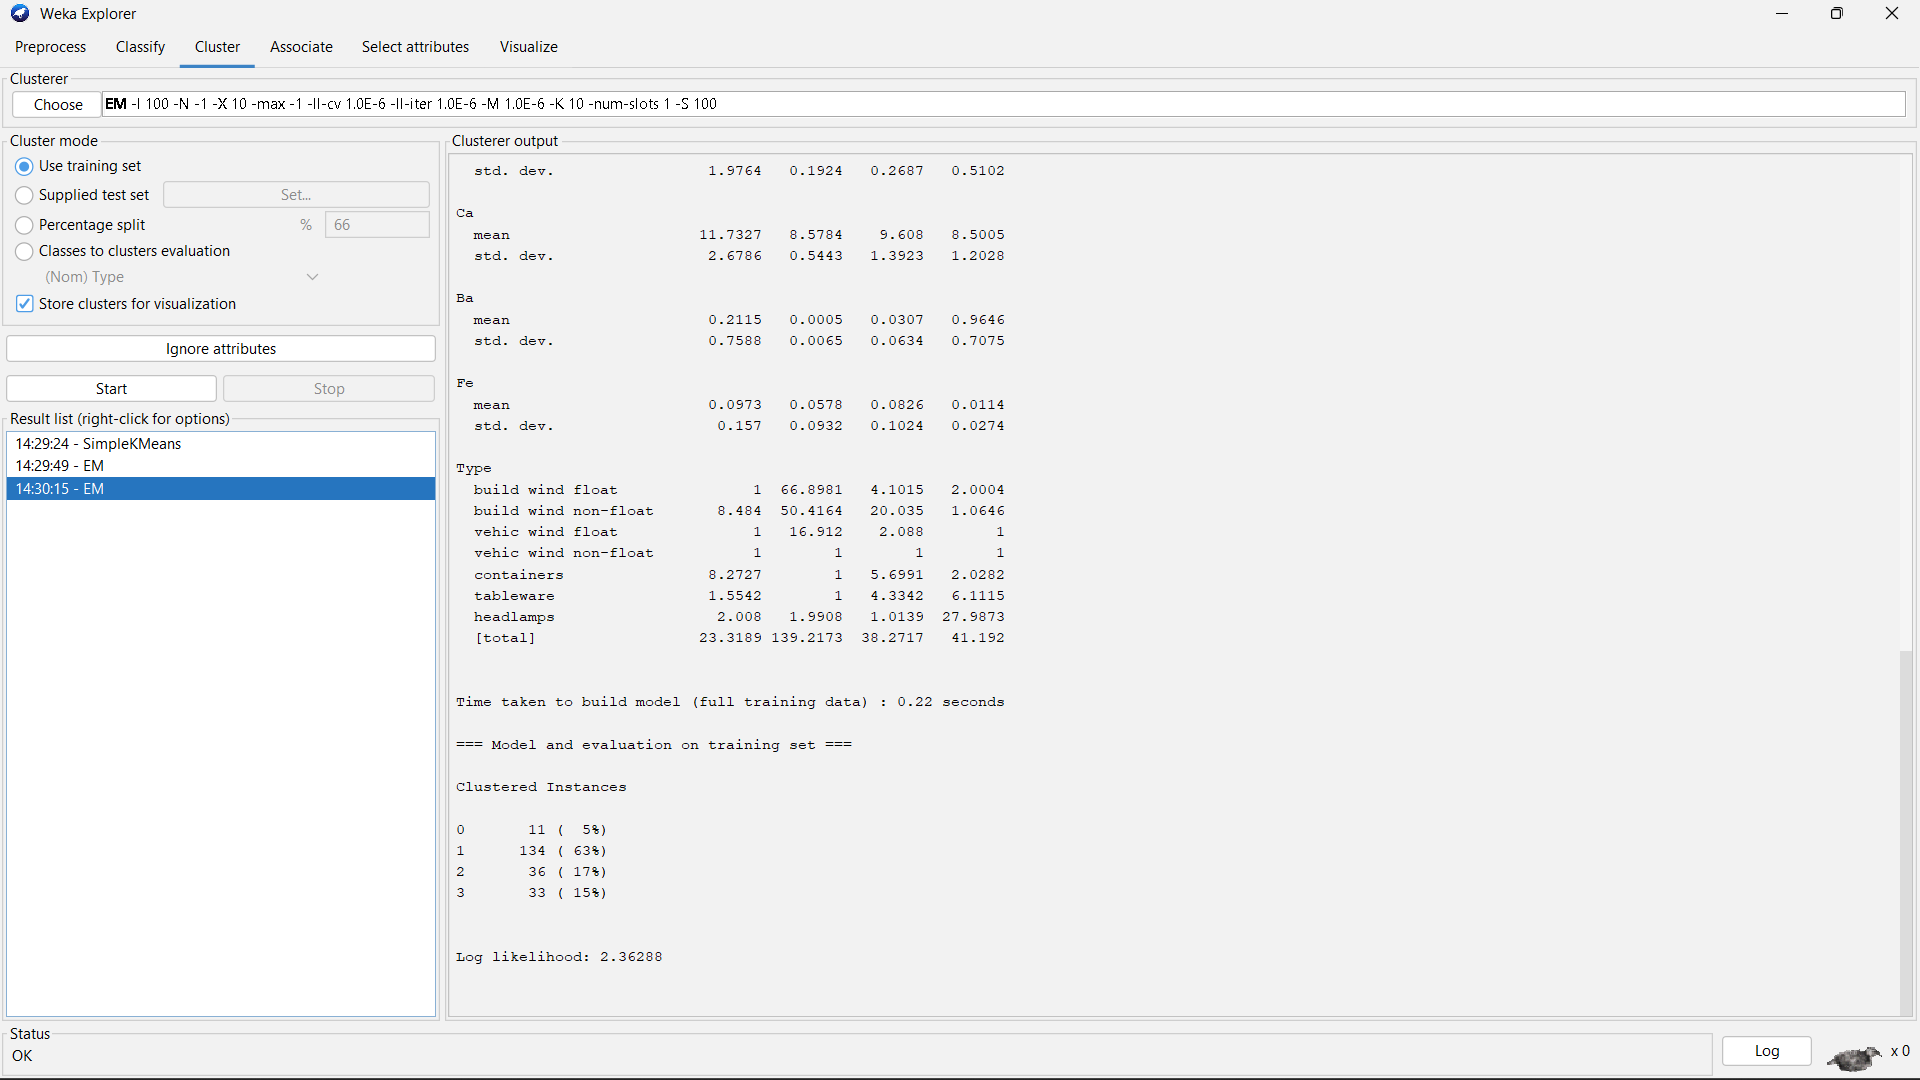 Weka Explorer
Preprocess Classify Cluster Associate Select attributes Visualize
Clusterer
Choose EM -I 100 -N -1 -X 10 -max -1 -ll-cv 1.0E-6 -ll-iter 1.0E-6 -M 1.0E-6 -K 10 -num-slots 1 -S 100
Cluster mode
Use training set
Supplied test set Set...
Percentage split % 66
Classes to clusters evaluation
(Nom) Type
Store clusters for visualization
Ignore attributes
Start Stop
Result list (right-click for options)
14:29:24 - SimpleKMeans
14:29:49 - EM
14:30:15 - EM
Clusterer output
std. dev. 1.9764 0.1924 0.2687 0.5102
Ca
mean 11.7327 8.5784 9.608 8.5005
std. dev. 2.6786 0.5443 1.3923 1.2028
Ba
mean 0.2115 0.0005 0.0307 0.9646
std. dev. 0.7588 0.0065 0.0634 0.7075
Fe
mean 0.0973 0.0578 0.0826 0.0114
std. dev. 0.157 0.0932 0.1024 0.0274
Type
build wind float 1 66.8981 4.1015 2.0004
build wind non-float 8.484 50.4164 20.035 1.0646
vehic wind float 1 16.912 2.088 1
vehic wind non-float 1 1 1 1
containers 8.2727 1 5.6991 2.0282
tableware 1.5542 1 4.3342 6.1115
headlamps 2.008 1.9908 1.0139 27.9873
[total] 23.3189 139.2173 38.2717 41.192
Time taken to build model (full training data) : 0.22 seconds
=== Model and evaluation on training set ===
Clustered Instances
0 11 ( 5%)
1 134 ( 63%)
2 36 ( 17%)
3 33 ( 15%)
Log likelihood: 2.36288
Status
OK
Log x 0